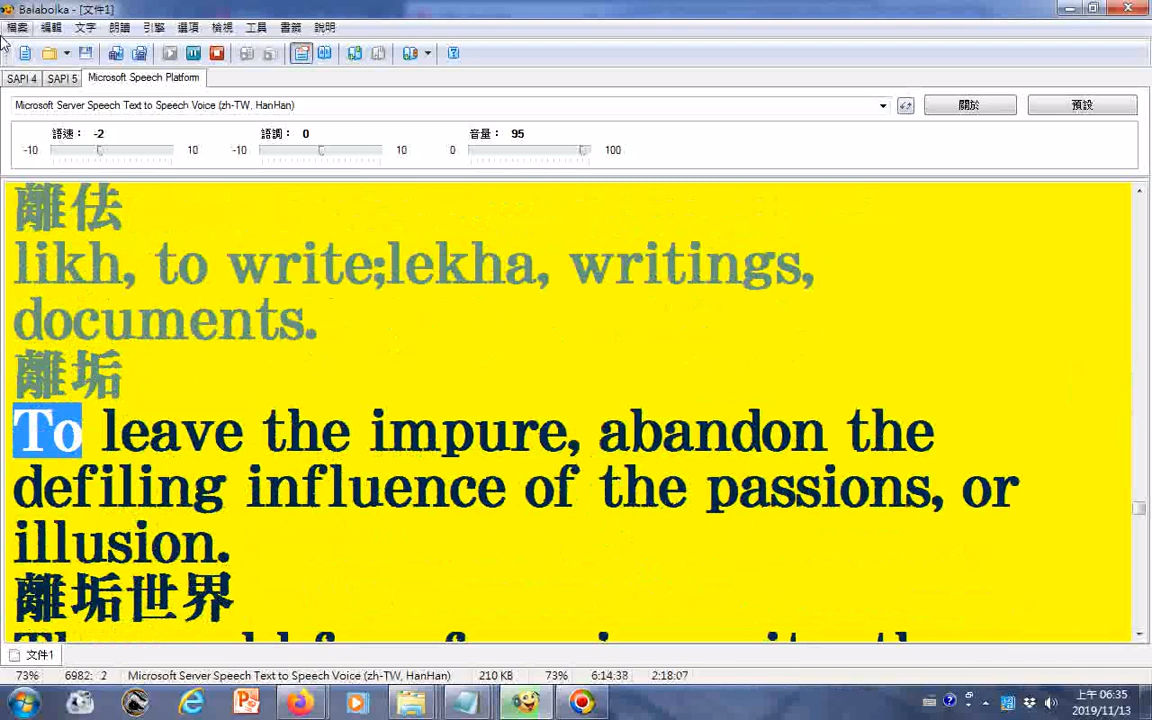 Balabolka - [文件1]
檔案 編輯 文字 朗讀 引擎 選項 檢視 工具 書籤 說明
SAPI 4 SAPI 5 Microsoft Speech Platform
Microsoft Server Speech Text to Speech Voice (zh-TW, HanHan) 關於 預設
語速： -2 語調： 0 音量： 95
-10 10 -10 10 0 100
離佉
likh, to write;lekha, writings,
documents.
離垢
To leave the impure, abandon the
defiling influence of the passions, or
illusion.
離垢世界
文件1
73% 6982: 2 Microsoft Server Speech Text to Speech Voice (zh-TW, HanHan) 210 KB 73% 6:14:38 2:18:07
上午 06:35
2019/11/13